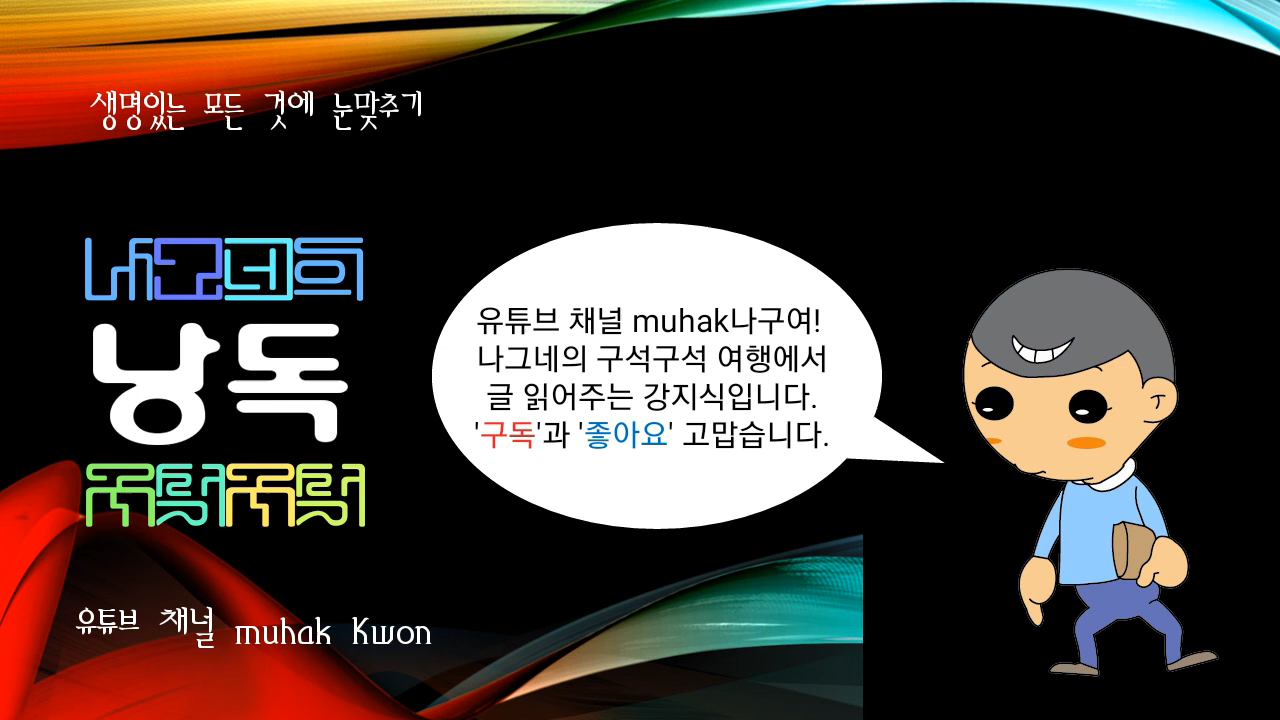 생명있는 모든 것에 눈맞추기
나그네의
낭독
구석구석
유튜브 채널 muhak나구여!
나그네의 구석구석 여행에서
글 읽어주는 강지식입니다.
'구독'과 '좋아요' 고맙습니다.
유튜브 채널 muhak Kwon